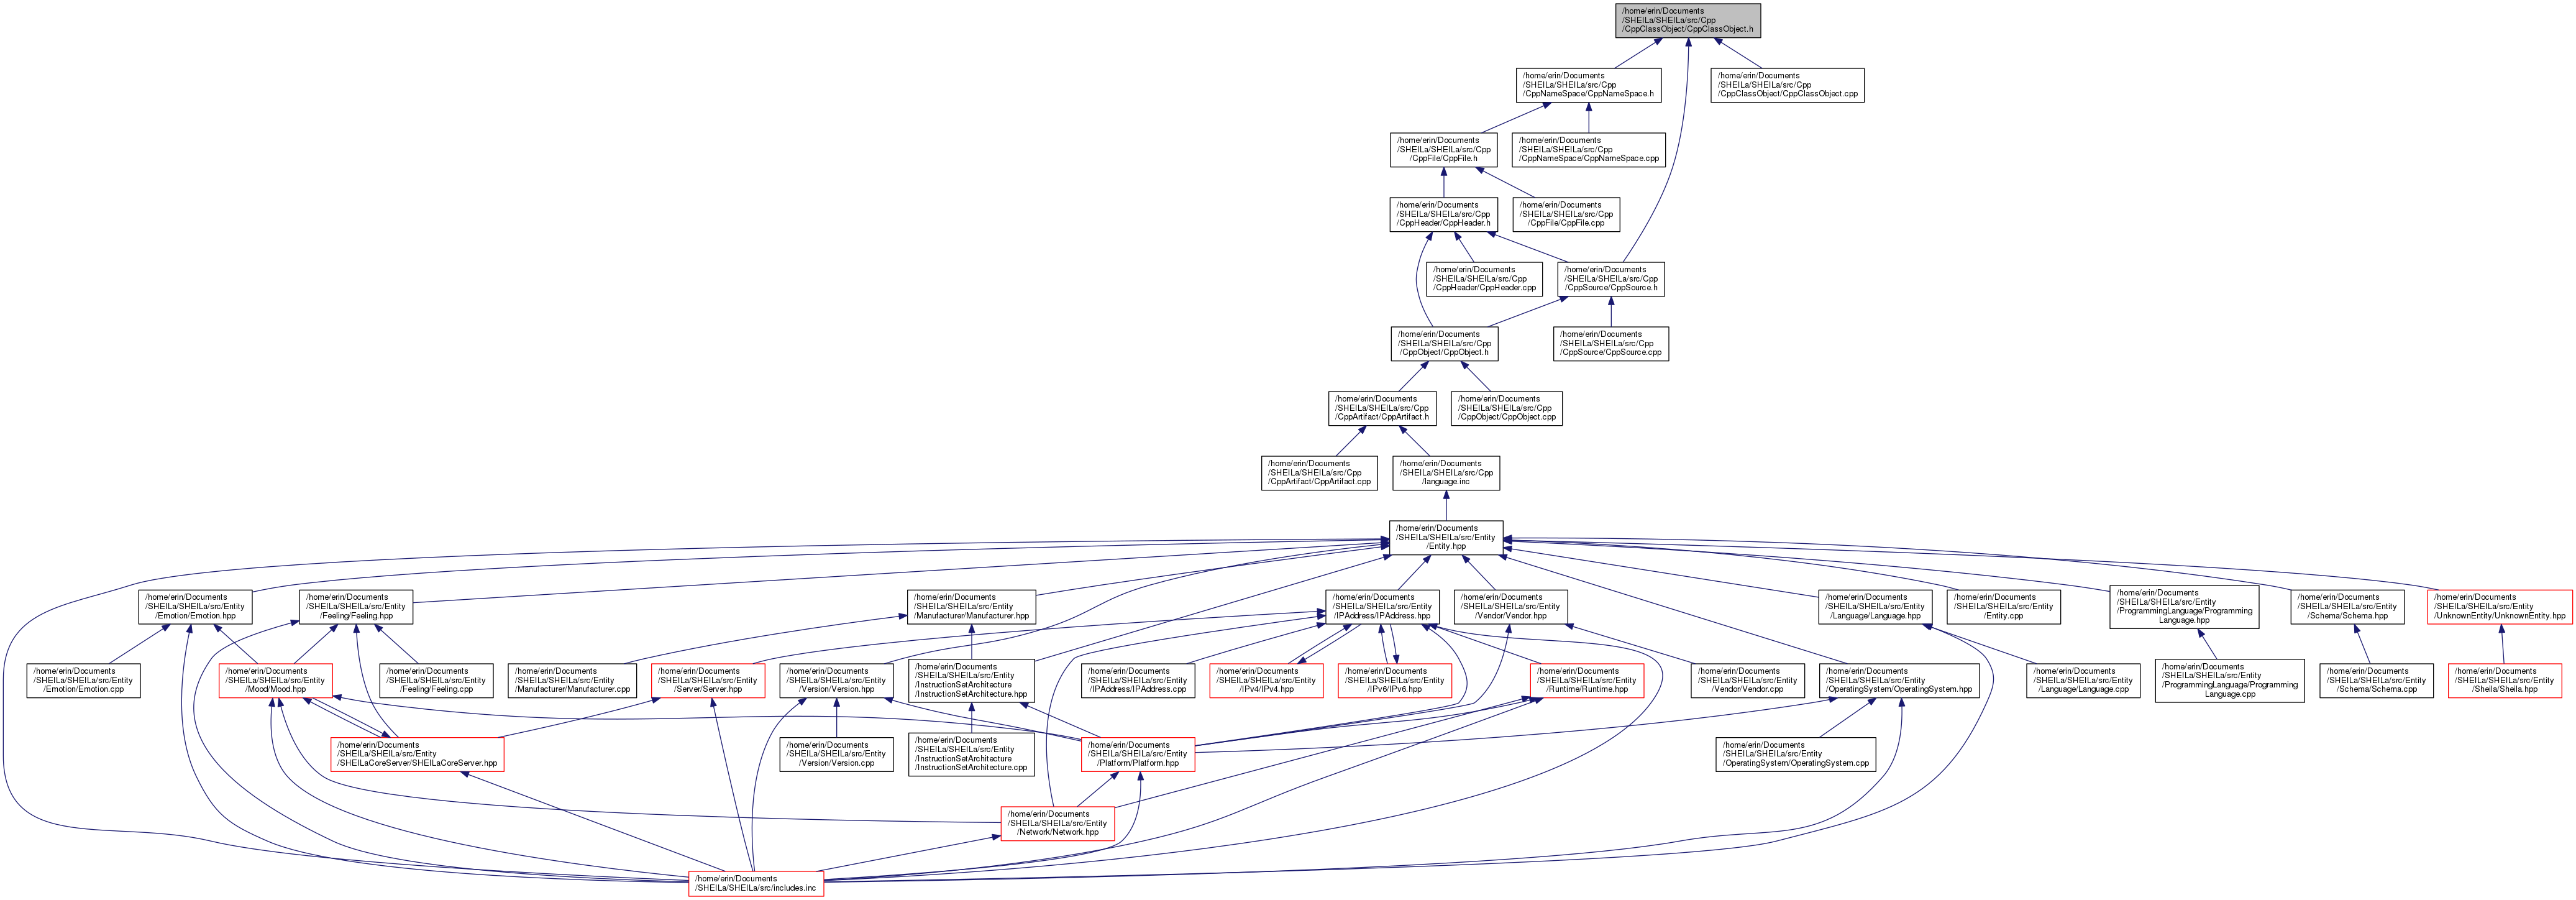 /home/erin/Documents
/SHEILa/SHEILa/src/Cpp
/CppClassObject/CppClassObject.h
/home/erin/Documents
/SHEILa/SHEILa/src/Cpp
/CppNameSpace/CppNameSpace.h
/home/erin/Documents
/SHEILa/SHEILa/src/Cpp
/CppClassObject/CppClassObject.cpp
/home/erin/Documents
/SHEILa/SHEILa/src/Cpp
/CppFile/CppFile.h
/home/erin/Documents
/SHEILa/SHEILa/src/Cpp
/CppNameSpace/CppNameSpace.cpp
/home/erin/Documents
/SHEILa/SHEILa/src/Cpp
/CppHeader/CppHeader.h
/home/erin/Documents
/SHEILa/SHEILa/src/Cpp
/CppFile/CppFile.cpp
/home/erin/Documents
/SHEILa/SHEILa/src/Cpp
/CppHeader/CppHeader.cpp
/home/erin/Documents
/SHEILa/SHEILa/src/Cpp
/CppSource/CppSource.h
/home/erin/Documents
/SHEILa/SHEILa/src/Cpp
/CppObject/CppObject.h
/home/erin/Documents
/SHEILa/SHEILa/src/Cpp
/CppSource/CppSource.cpp
/home/erin/Documents
/SHEILa/SHEILa/src/Cpp
/CppArtifact/CppArtifact.h
/home/erin/Documents
/SHEILa/SHEILa/src/Cpp
/CppObject/CppObject.cpp
/home/erin/Documents
/SHEILa/SHEILa/src/Cpp
/CppArtifact/CppArtifact.cpp
/home/erin/Documents
/SHEILa/SHEILa/src/Cpp
/language.inc
/home/erin/Documents
/SHEILa/SHEILa/src/Entity
/Entity.hpp
/home/erin/Documents
/SHEILa/SHEILa/src/Entity
/Emotion/Emotion.hpp
/home/erin/Documents
/SHEILa/SHEILa/src/Entity
/Feeling/Feeling.hpp
/home/erin/Documents
/SHEILa/SHEILa/src/Entity
/Manufacturer/Manufacturer.hpp
/home/erin/Documents
/SHEILa/SHEILa/src/Entity
/IPAddress/IPAddress.hpp
/home/erin/Documents
/SHEILa/SHEILa/src/Entity
/Vendor/Vendor.hpp
/home/erin/Documents
/SHEILa/SHEILa/src/Entity
/Language/Language.hpp
/home/erin/Documents
/SHEILa/SHEILa/src/Entity
/Entity.cpp
/home/erin/Documents
/SHEILa/SHEILa/src/Entity
/ProgrammingLanguage/Programming
Language.hpp
/home/erin/Documents
/SHEILa/SHEILa/src/Entity
/Schema/Schema.hpp
/home/erin/Documents
/SHEILa/SHEILa/src/Entity
/UnknownEntity/UnknownEntity.hpp
/home/erin/Documents
/SHEILa/SHEILa/src/Entity
/Emotion/Emotion.cpp
/home/erin/Documents
/SHEILa/SHEILa/src/Entity
/Mood/Mood.hpp
/home/erin/Documents
/SHEILa/SHEILa/src/Entity
/Feeling/Feeling.cpp
/home/erin/Documents
/SHEILa/SHEILa/src/Entity
/Manufacturer/Manufacturer.cpp
/home/erin/Documents
/SHEILa/SHEILa/src/Entity
/Server/Server.hpp
/home/erin/Documents
/SHEILa/SHEILa/src/Entity
/Version/Version.hpp
/home/erin/Documents
/SHEILa/SHEILa/src/Entity
/InstructionSetArchitecture
/InstructionSetArchitecture.hpp
/home/erin/Documents
/SHEILa/SHEILa/src/Entity
/IPAddress/IPAddress.cpp
/home/erin/Documents
/SHEILa/SHEILa/src/Entity
/IPv4/IPv4.hpp
/home/erin/Documents
/SHEILa/SHEILa/src/Entity
/IPv6/IPv6.hpp
/home/erin/Documents
/SHEILa/SHEILa/src/Entity
/Runtime/Runtime.hpp
/home/erin/Documents
/SHEILa/SHEILa/src/Entity
/Vendor/Vendor.cpp
/home/erin/Documents
/SHEILa/SHEILa/src/Entity
/OperatingSystem/OperatingSystem.hpp
/home/erin/Documents
/SHEILa/SHEILa/src/Entity
/Language/Language.cpp
/home/erin/Documents
/SHEILa/SHEILa/src/Entity
/ProgrammingLanguage/Programming
Language.cpp
/home/erin/Documents
/SHEILa/SHEILa/src/Entity
/Schema/Schema.cpp
/home/erin/Documents
/SHEILa/SHEILa/src/Entity
/Sheila/Sheila.hpp
/home/erin/Documents
/SHEILa/SHEILa/src/Entity
/SHEILaCoreServer/SHEILaCoreServer.hpp
/home/erin/Documents
/SHEILa/SHEILa/src/Entity
/Version/Version.cpp
/home/erin/Documents
/SHEILa/SHEILa/src/Entity
/InstructionSetArchitecture
/InstructionSetArchitecture.cpp
/home/erin/Documents
/SHEILa/SHEILa/src/Entity
/Platform/Platform.hpp
/home/erin/Documents
/SHEILa/SHEILa/src/Entity
/OperatingSystem/OperatingSystem.cpp
/home/erin/Documents
/SHEILa/SHEILa/src/Entity
/Network/Network.hpp
/home/erin/Documents
/SHEILa/SHEILa/src/includes.inc